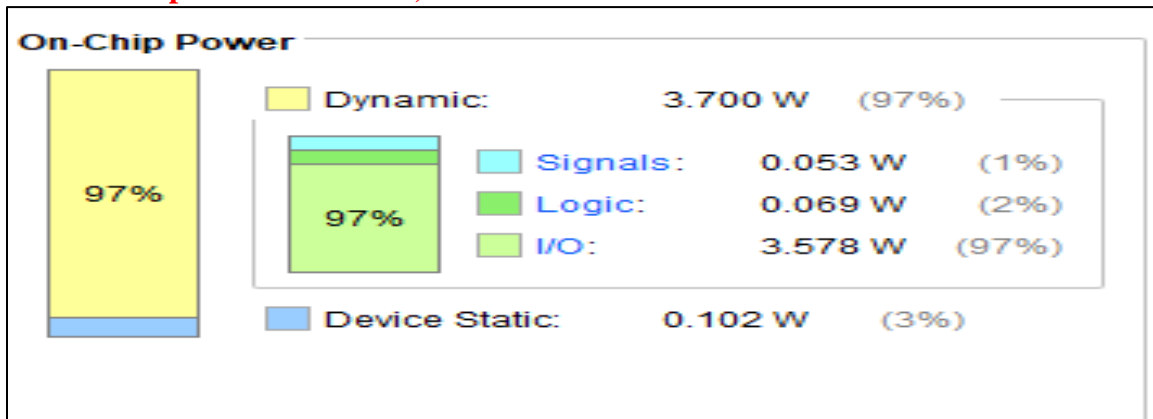 On-Chip Power
Dynamic: 3.700 W (97%)
97%
97%
Signals: 0.053 W (1%)
Logic: 0.069 W (2%)
I/O: 3.578 W (97%)
Device Static: 0.102 W (3%)